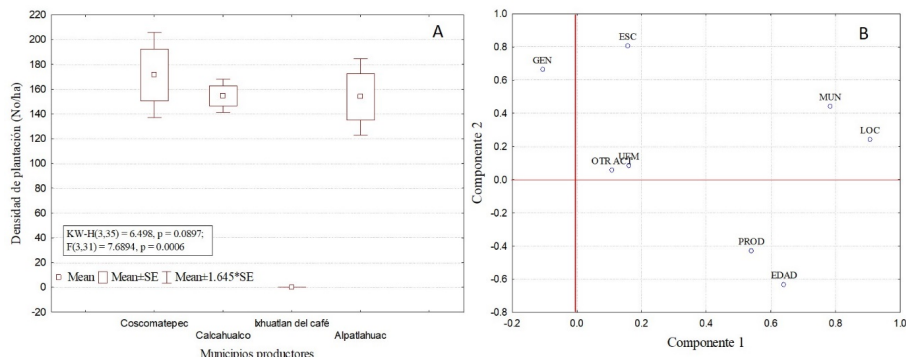 A
Densidad de plantación (No/ha)
220
200
180
160
140
120
100
80
60
40
20
0
-20
KW-H(3,35) = 6.498, p = 0.0897;
F(3,31) = 7.6894, p = 0.0006
Mean Mean±SE Mean±1.645*SE
Coscomatepec Ixhuatlan del café
Calcahualco Alpatlahuac
Municipios productores
B
Componente 2
1.0
0.8
0.6
0.4
0.2
0.0
-0.2
-0.4
-0.6
-0.8
ESC
GEN
MUN
LOC
OTR ACT UFM
PROD
EDAD
-0.2 0.0 0.2 0.4 0.6 0.8 1.0
Componente 1